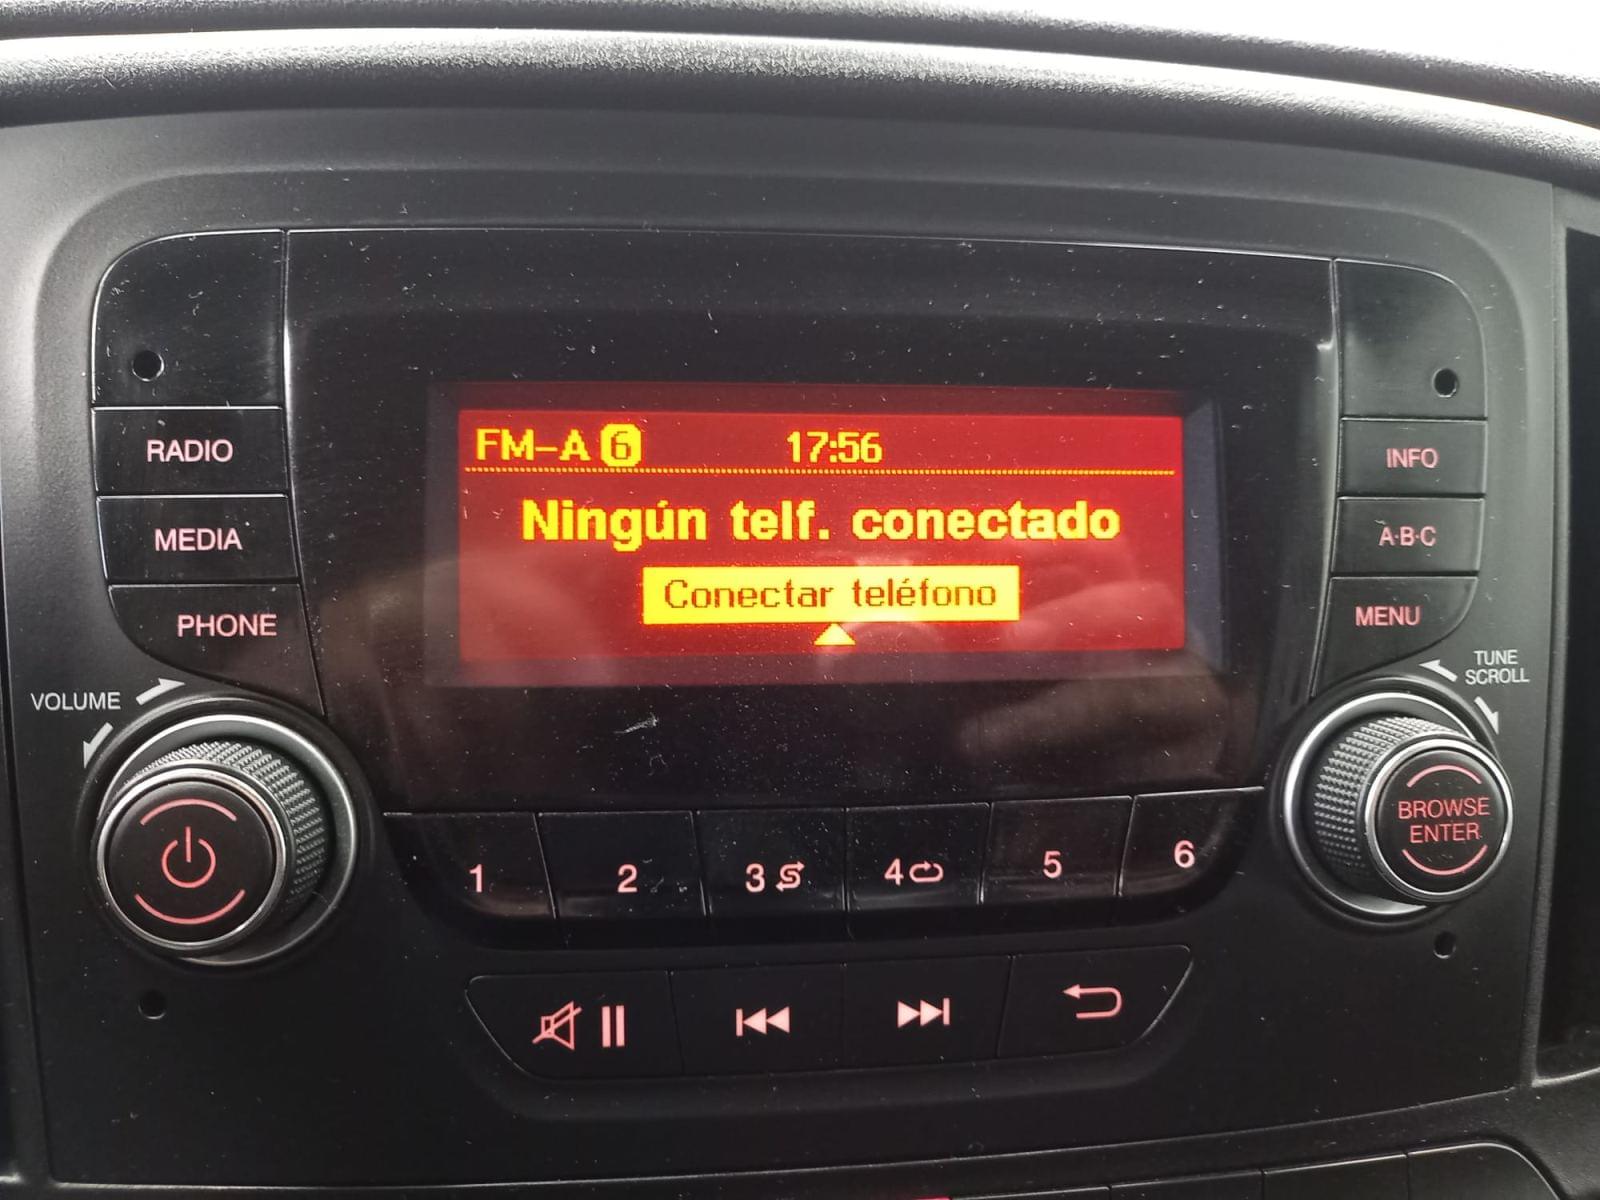 FM-A 6 17:56
Ningún telf. conectado
Conectar teléfono
RADIO
MEDIA
PHONE
VOLUME
INFO
A·B·C
MENU
TUNE
SCROLL
BROWSE
ENTER
1 2 3 4 5 6